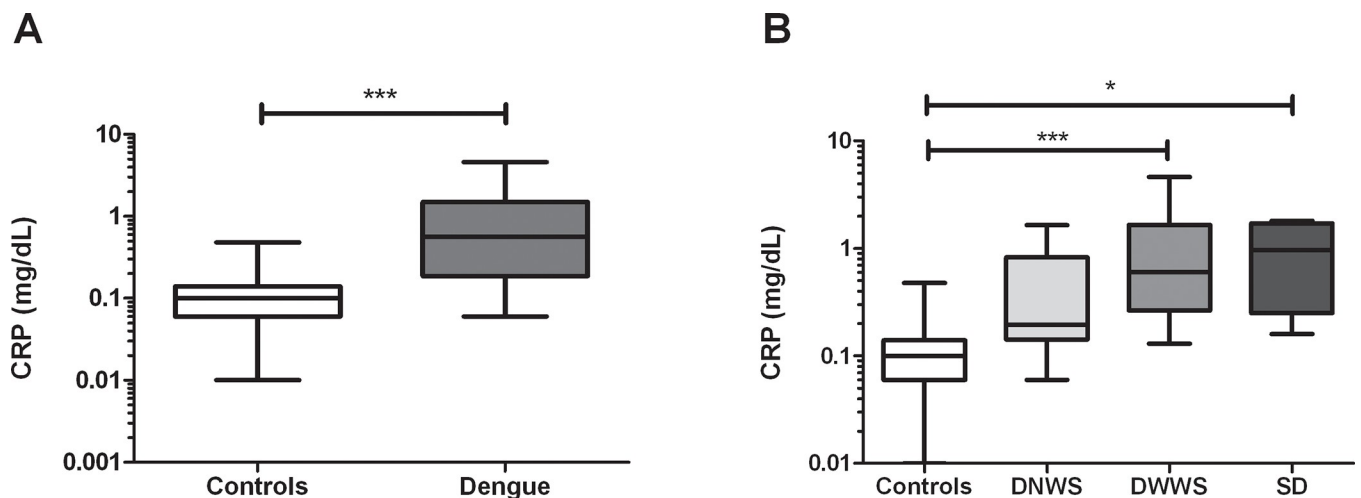 A
***
10
1
0.1
0.01
0.001
CRP (mg/dL)
Controls Dengue
B
*
***
10
1
0.1
0.01
CRP (mg/dL)
Controls DNWS DWWS SD